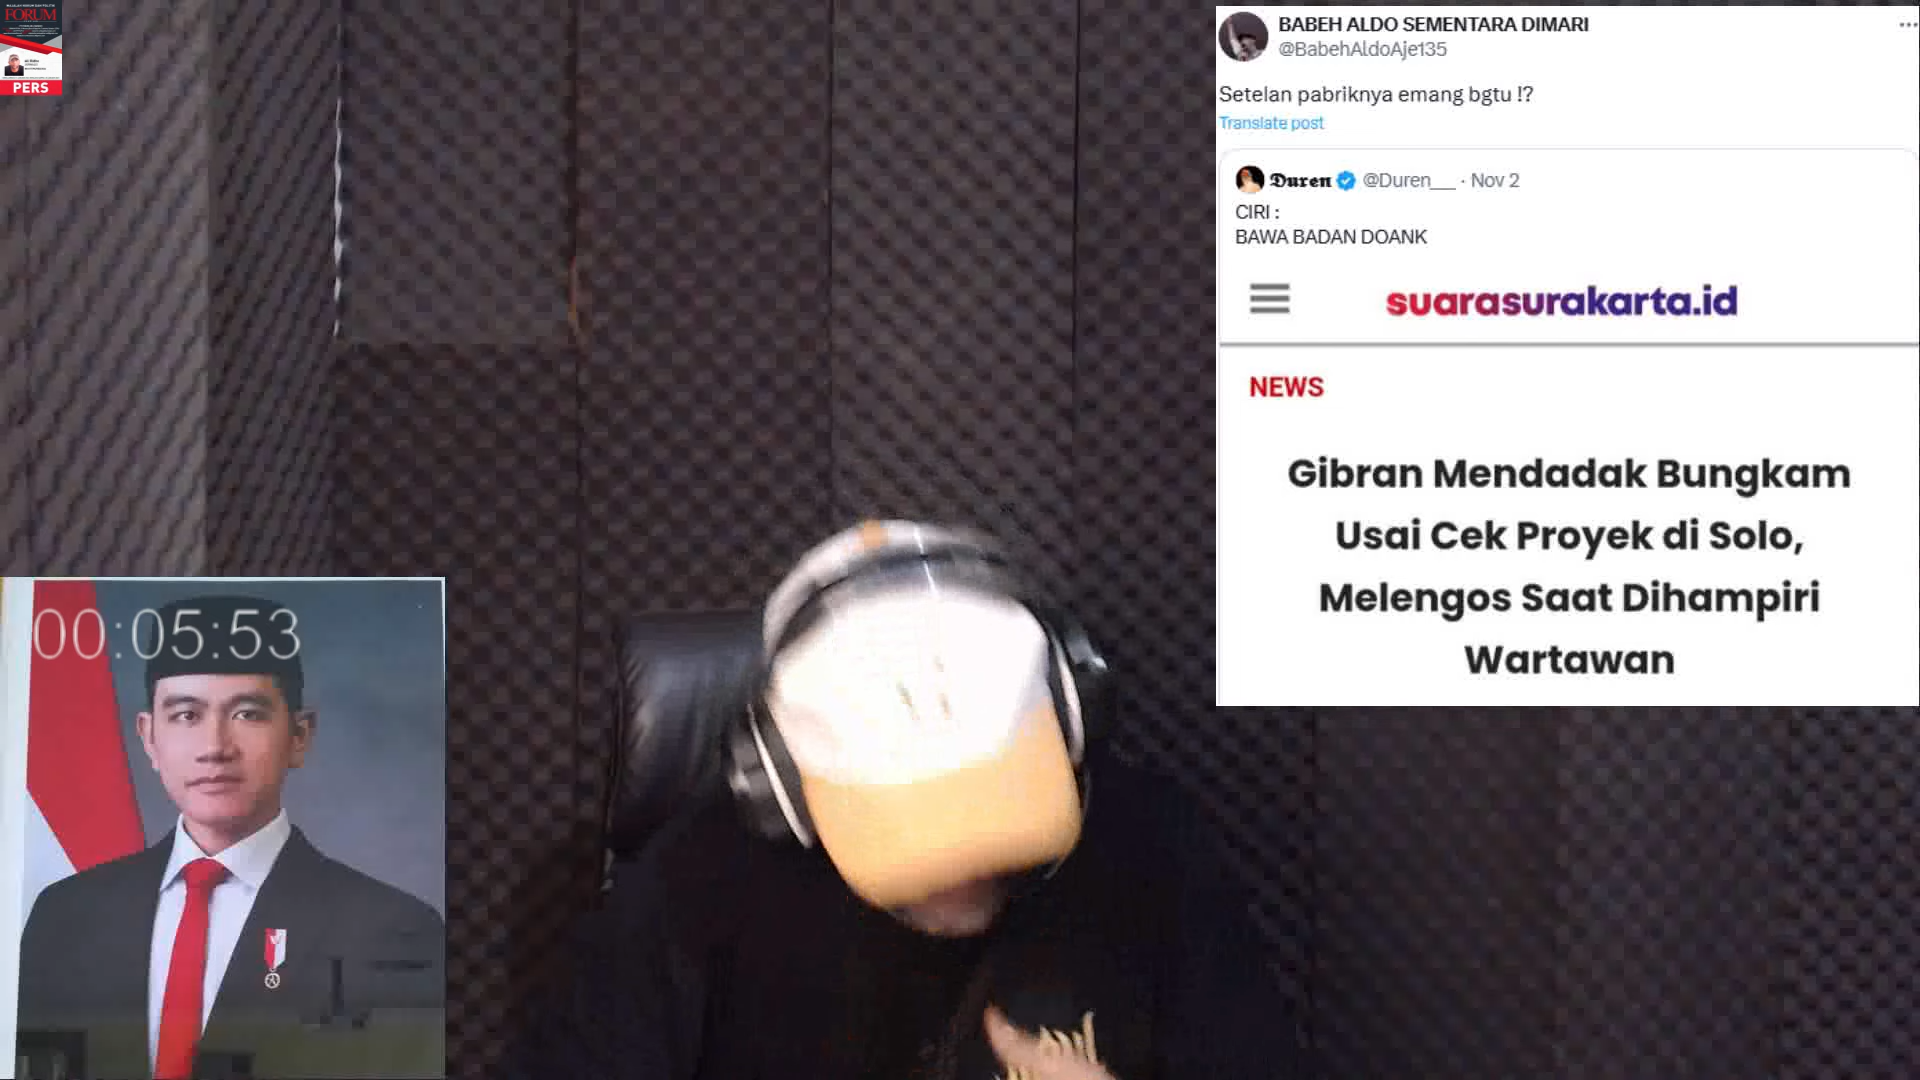 FORUM
PERS
BABEH ALDO SEMENTARA DIMARI
@BabehAldoAje135
Setelan pabriknya emang bgtu !?
Translate post
Duren @Duren___ · Nov 2
CIRI :
BAWA BADAN DOANK
suarasurakarta.id
NEWS
Gibran Mendadak Bungkam
Usai Cek Proyek di Solo,
Melengos Saat Dihampiri
Wartawan
00:05:53